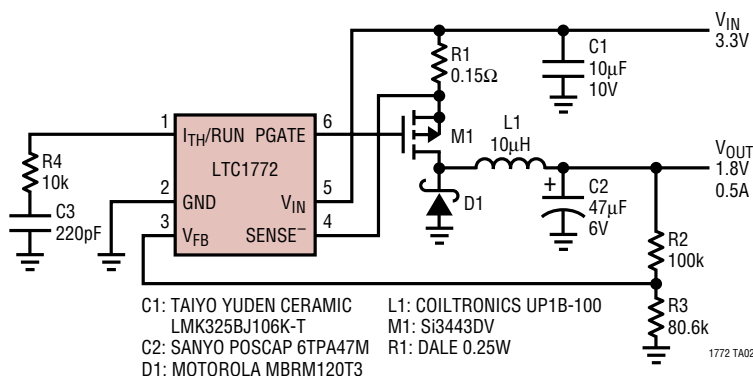 VIN
3.3V
R1
0.15Ω
C1
10µF
10V
1
ITH/RUN
PGATE
6
M1
L1
10µH
LTC1772
R4
10k
2
GND
VIN
5
D1
+
C2
47µF
6V
VOUT
1.8V
0.5A
C3
220pF
3
VFB
SENSE–
4
R2
100k
R3
80.6k
C1: TAIYO YUDEN CERAMIC
LMK325BJ106K-T
C2: SANYO POSCAP 6TPA47M
D1: MOTOROLA MBRM120T3
L1: COILTRONICS UP1B-100
M1: Si3443DV
R1: DALE 0.25W
1772 TA02